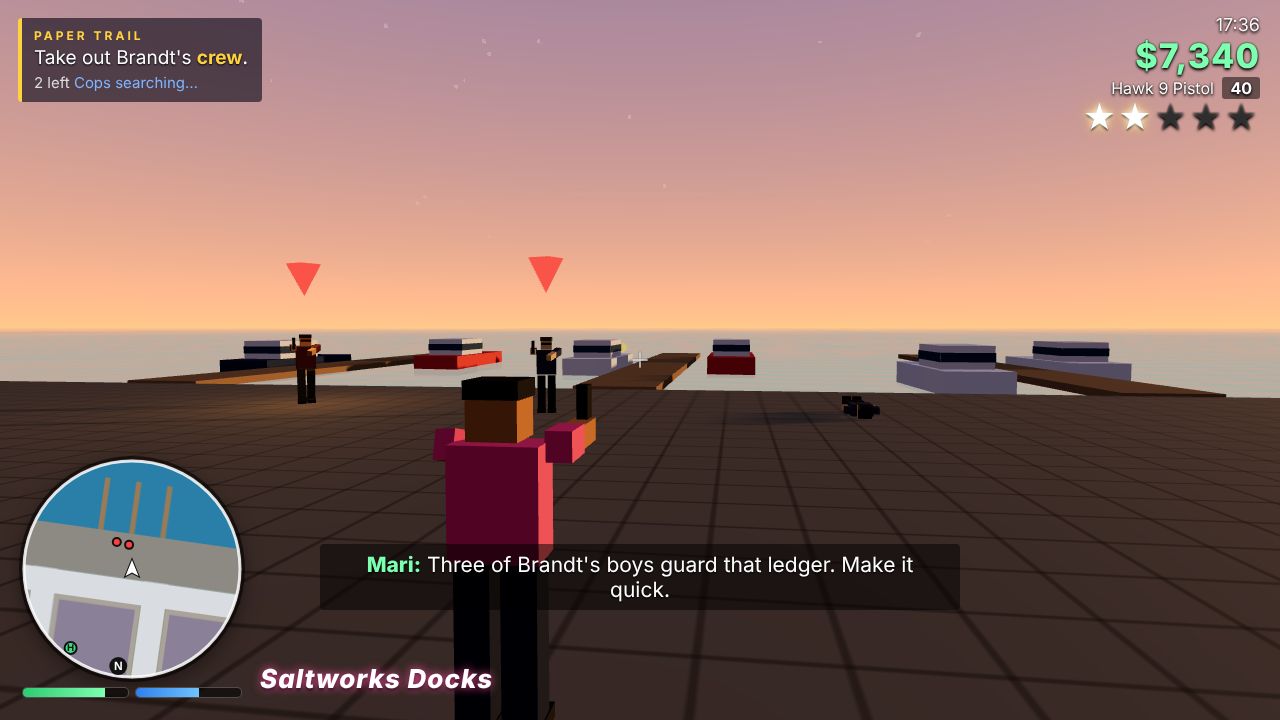 PAPER TRAIL
Take out Brandt's crew.
2 left Cops searching...
17:36
$7,340
Hawk 9 Pistol 40
Mari: Three of Brandt's boys guard that ledger. Make it
quick.
H
N
Saltworks Docks